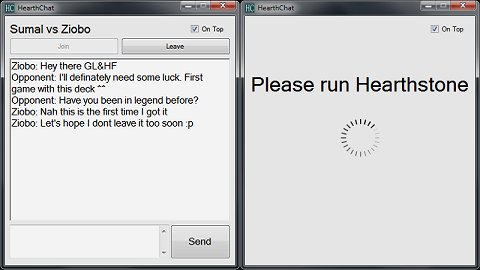 HC HearthChat
Sumal vs Ziobo
On Top
Join
Leave
Ziobo: Hey there GL&HF
Opponent: I'll definately need some luck. First
game with this deck ^^
Opponent: Have you been in legend before?
Ziobo: Nah this is the first time I got it
Ziobo: Let's hope I dont leave it too soon :p
Send
HC HearthChat
On Top
Please run Hearthstone